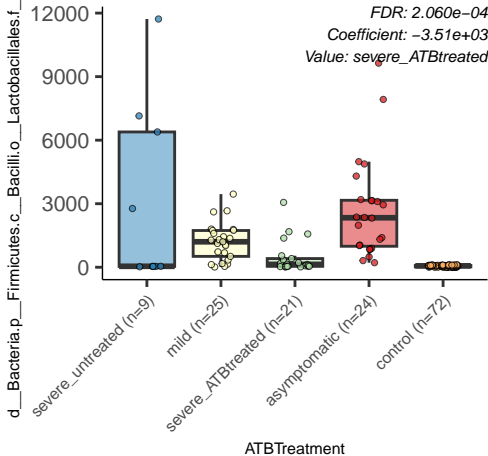 FDR: 2.060e−04
Coefficient: −3.51e+03
Value: severe_ATBtreated
d__Bacteria.p__Firmicutes.c__Bacilli.o__Lactobacillales.f_
12000
9000
6000
3000
0
severe_untreated (n=9)
mild (n=25)
severe_ATBtreated (n=21)
asymptomatic (n=24)
control (n=72)
ATBTreatment